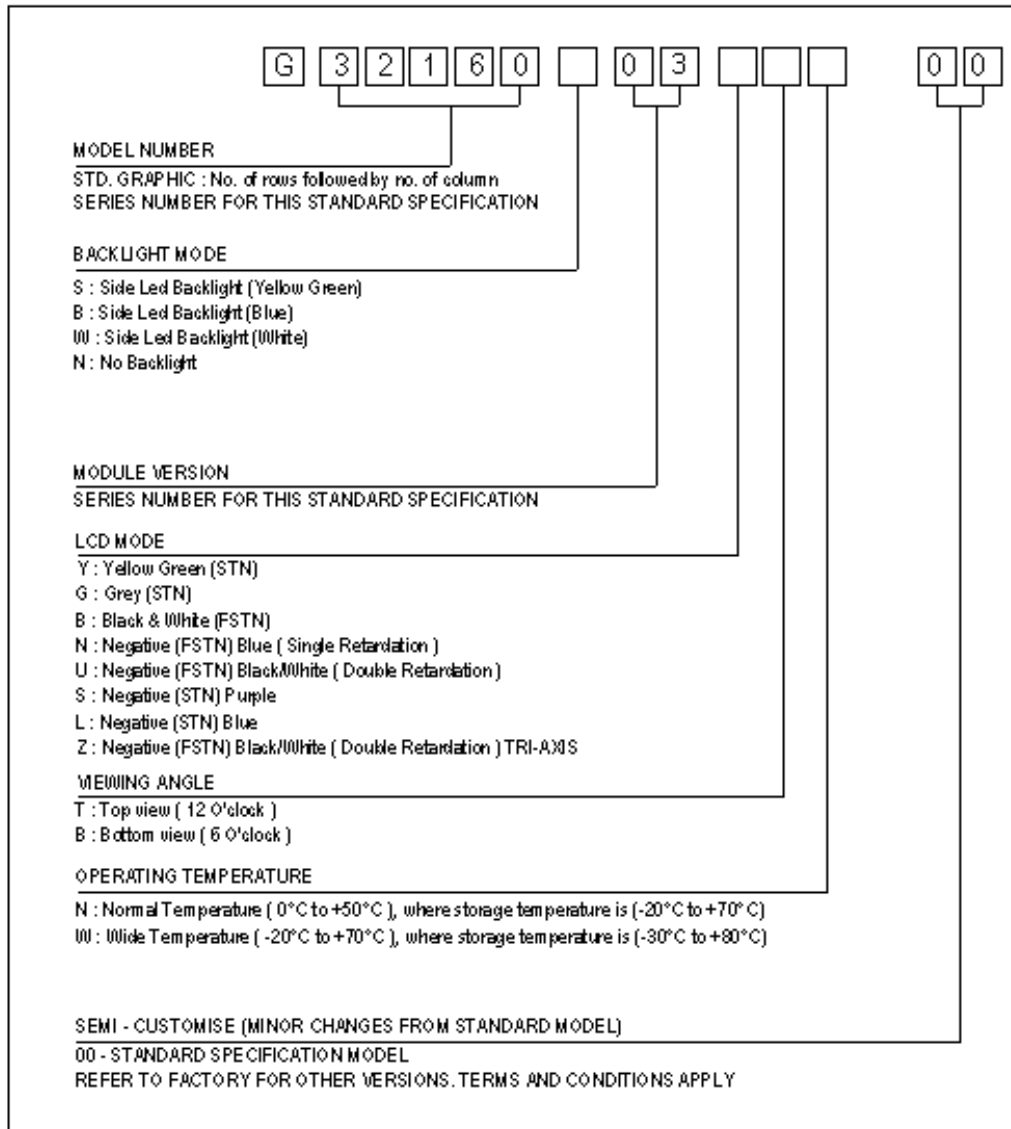 G 3 2 1 6 0 0 3 0 0
MODEL NUMBER
STD. GRAPHIC : No. of rows followed by no. of column
SERIES NUMBER FOR THIS STANDARD SPECIFICATION
BACKLIGHT MODE
S : Side Led Backlight (Yellow Green)
B : Side Led Backlight (Blue)
W : Side Led Backlight (White)
N : No Backlight
MODULE VERSION
SERIES NUMBER FOR THIS STANDARD SPECIFICATION
LCD MODE
Y : Yellow Green (STN)
G : Grey (STN)
B : Black & White (FSTN)
N : Negative (FSTN) Blue ( Single Retardation )
U : Negative (FSTN) Black/White ( Double Retardation )
S : Negative (STN) Purple
L : Negative (STN) Blue
Z : Negative (FSTN) Black/White ( Double Retardation ) TRI-AXIS
VIEWING ANGLE
T : Top view ( 12 O'clock )
B : Bottom view ( 6 O'clock )
OPERATING TEMPERATURE
N : Normal Temperature ( 0°C to +50°C ), where storage temperature is (-20°C to +70°C)
W : Wide Temperature ( -20°C to +70°C ), where storage temperature is (-30°C to +80°C)
SEMI - CUSTOMISE (MINOR CHANGES FROM STANDARD MODEL)
00 - STANDARD SPECIFICATION MODEL
REFER TO FACTORY FOR OTHER VERSIONS. TERMS AND CONDITIONS APPLY